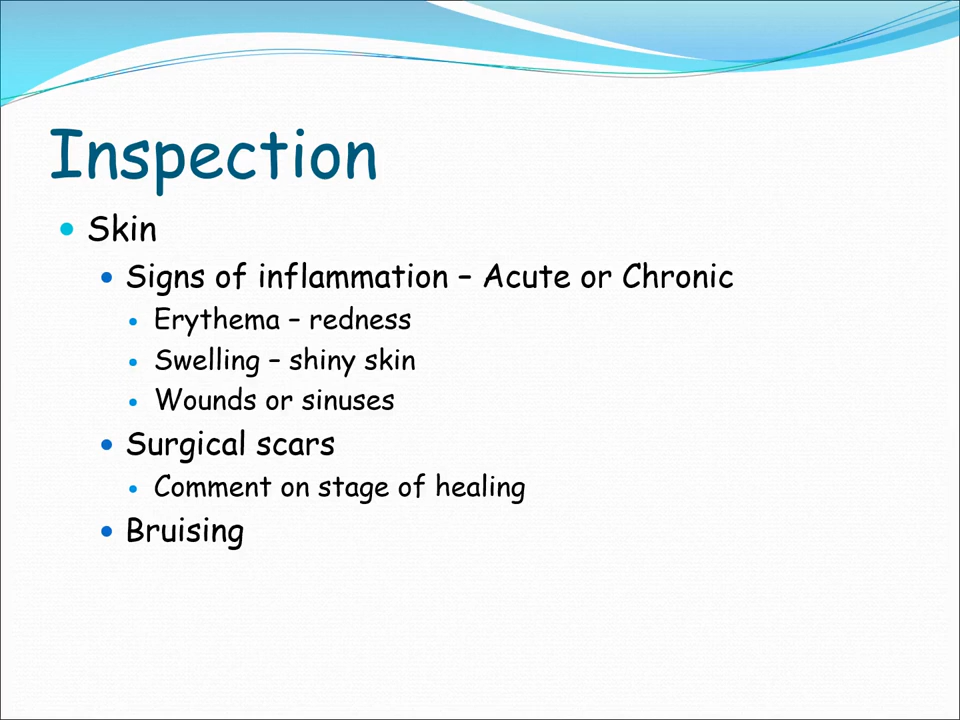 Inspection
Skin
Signs of inflammation – Acute or Chronic
Erythema – redness
Swelling – shiny skin
Wounds or sinuses
Surgical scars
Comment on stage of healing
Bruising